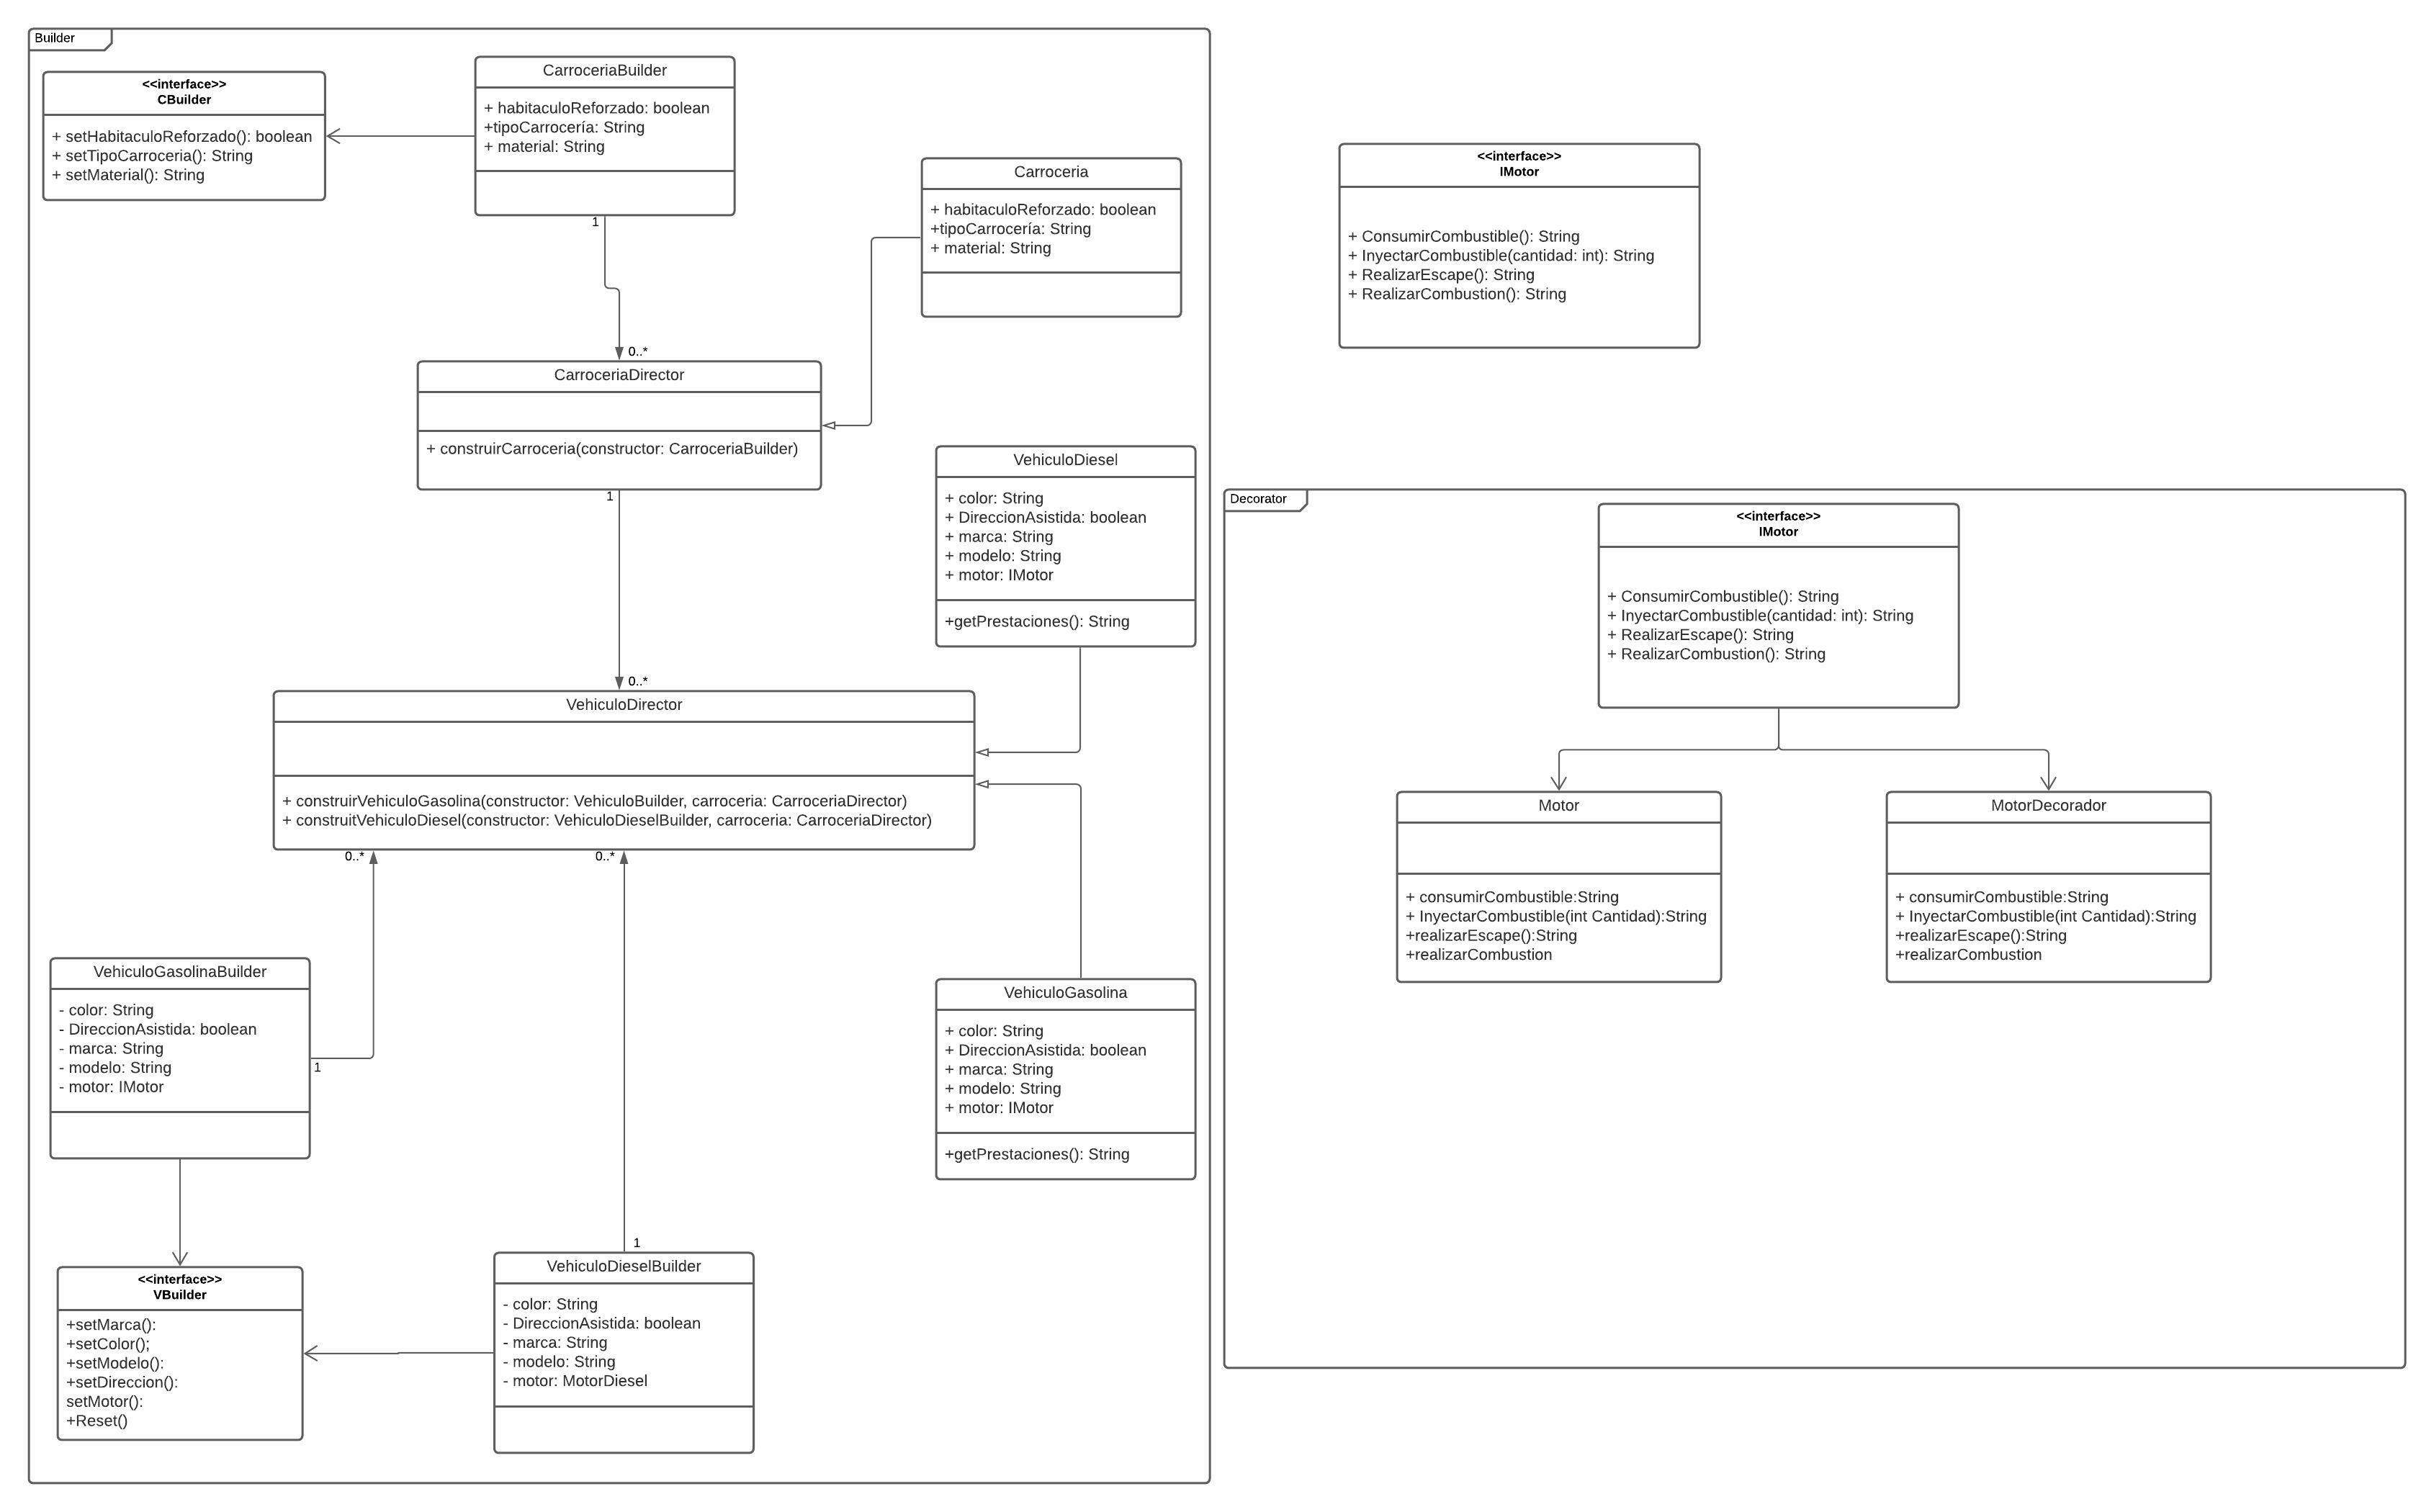 Builder
<<interface>>
CBuilder
+ setHabitaculoReforzado(): boolean
+ setTipoCarroceria(): String
+ setMaterial(): String
CarroceriaBuilder
+ habitaculoReforzado: boolean
+tipoCarrocería: String
+ material: String
1
Carroceria
+ habitaculoReforzado: boolean
+tipoCarrocería: String
+ material: String
0..*
CarroceriaDirector
+ construirCarroceria(constructor: CarroceriaBuilder)
1
VehiculoDiesel
+ color: String
+ DireccionAsistida: boolean
+ marca: String
+ modelo: String
+ motor: IMotor
+getPrestaciones(): String
0..*
VehiculoDirector
+ construirVehiculoGasolina(constructor: VehiculoBuilder, carroceria: CarroceriaDirector)
+ construitVehiculoDiesel(constructor: VehiculoDieselBuilder, carroceria: CarroceriaDirector)
0..*
0..*
VehiculoGasolinaBuilder
- color: String
- DireccionAsistida: boolean
- marca: String
- modelo: String
- motor: IMotor
1
VehiculoGasolina
+ color: String
+ DireccionAsistida: boolean
+ marca: String
+ modelo: String
+ motor: IMotor
+getPrestaciones(): String
<<interface>>
VBuilder
+setMarca():
+setColor();
+setModelo():
+setDireccion():
setMotor():
+Reset()
1
VehiculoDieselBuilder
- color: String
- DireccionAsistida: boolean
- marca: String
- modelo: String
- motor: MotorDiesel
<<interface>>
IMotor
+ ConsumirCombustible(): String
+ InyectarCombustible(cantidad: int): String
+ RealizarEscape(): String
+ RealizarCombustion(): String
Decorator
<<interface>>
IMotor
+ ConsumirCombustible(): String
+ InyectarCombustible(cantidad: int): String
+ RealizarEscape(): String
+ RealizarCombustion(): String
Motor
+ consumirCombustible:String
+ InyectarCombustible(int Cantidad):String
+realizarEscape():String
+realizarCombustion
MotorDecorador
+ consumirCombustible:String
+ InyectarCombustible(int Cantidad):String
+realizarEscape():String
+realizarCombustion